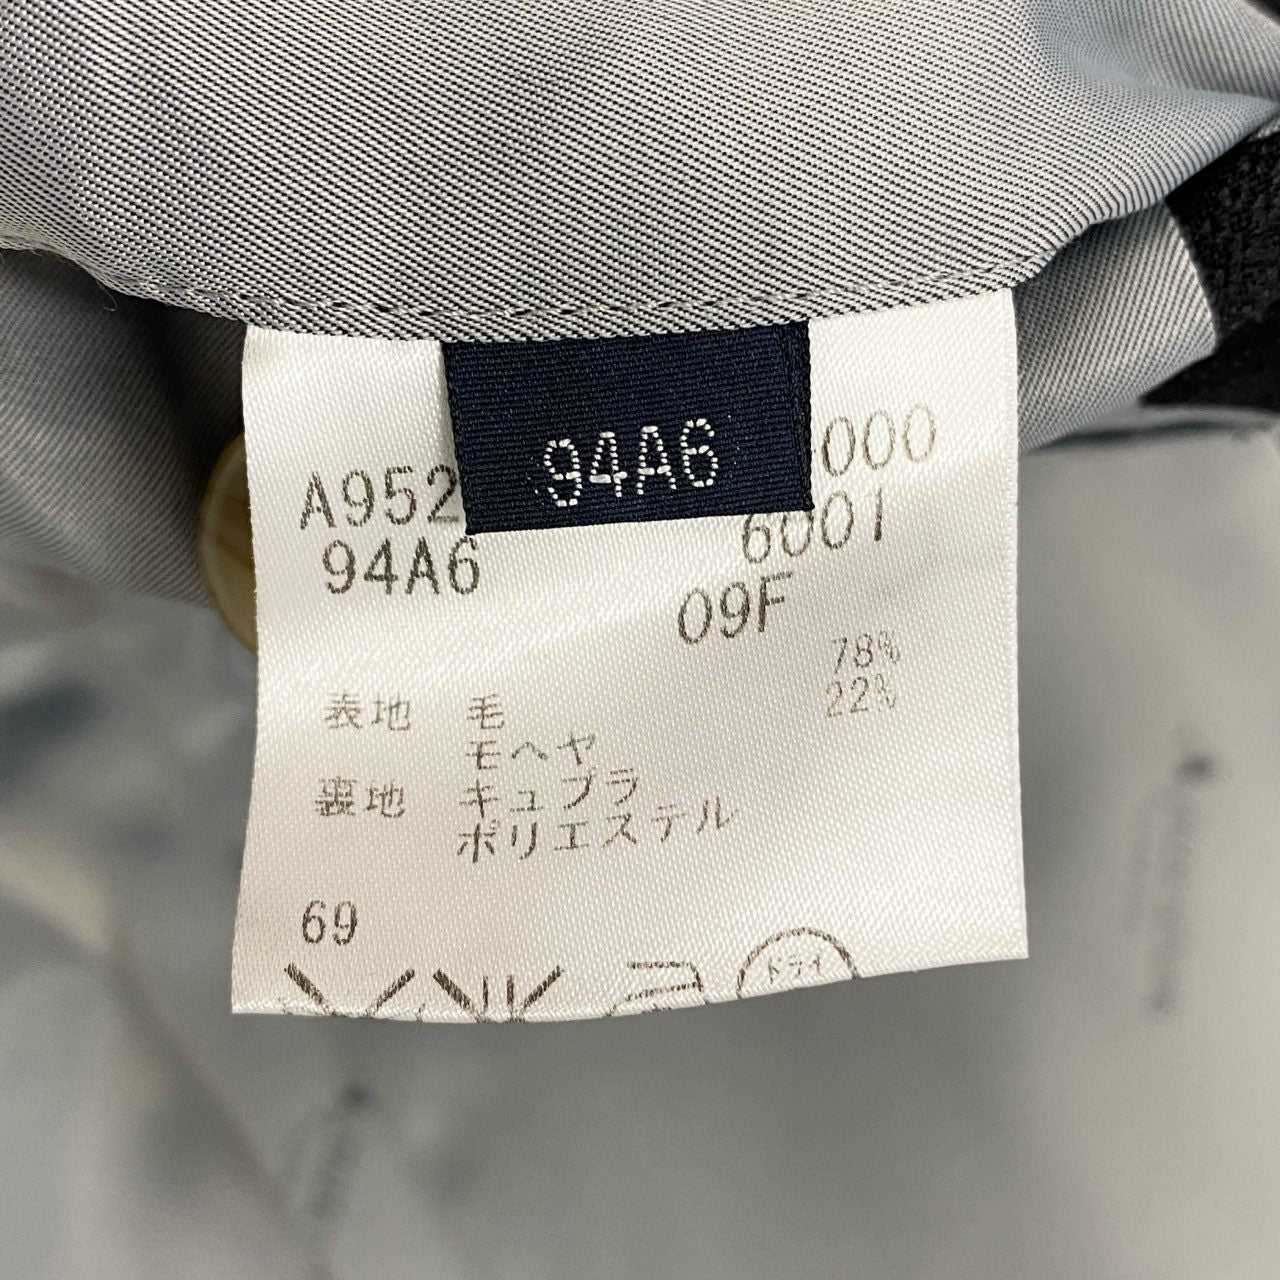 94A6
A952 000
94A6 6001
09F
78%
表地 毛 22%
モヘヤ
裏地 キュプラ
ポリエステル
69
ドライ